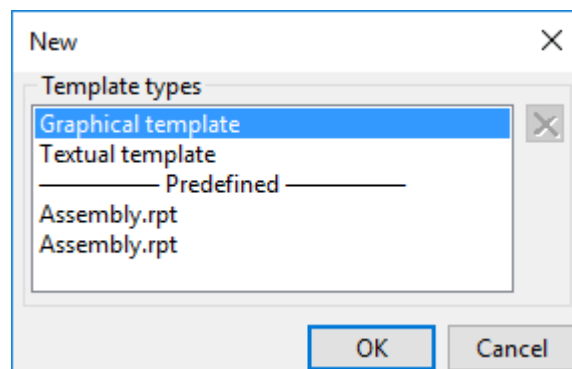 New
Template types
Graphical template
Textual template
Predefined
Assembly.rpt
Assembly.rpt
OK Cancel